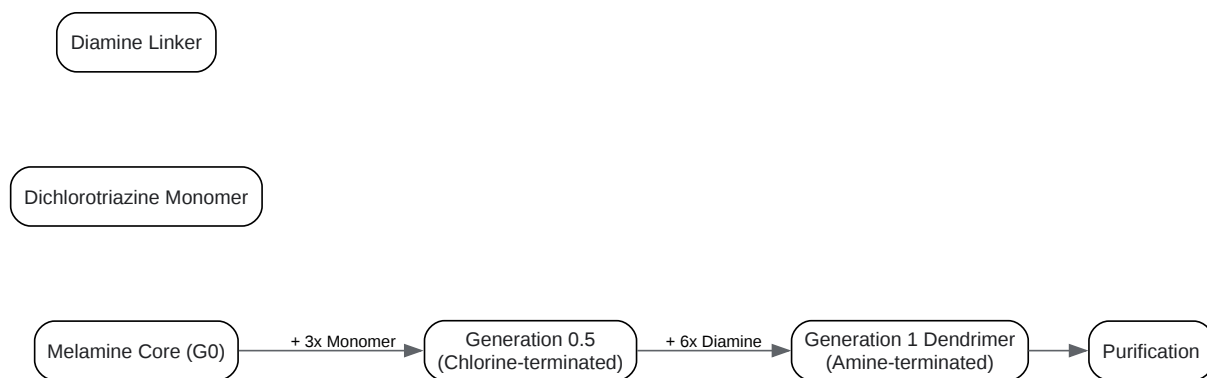 Diamine Linker
Dichlorotriazine Monomer
Melamine Core (G0)
+ 3x Monomer
Generation 0.5
(Chlorine-terminated)
+ 6x Diamine
Generation 1 Dendrimer
(Amine-terminated)
Purification